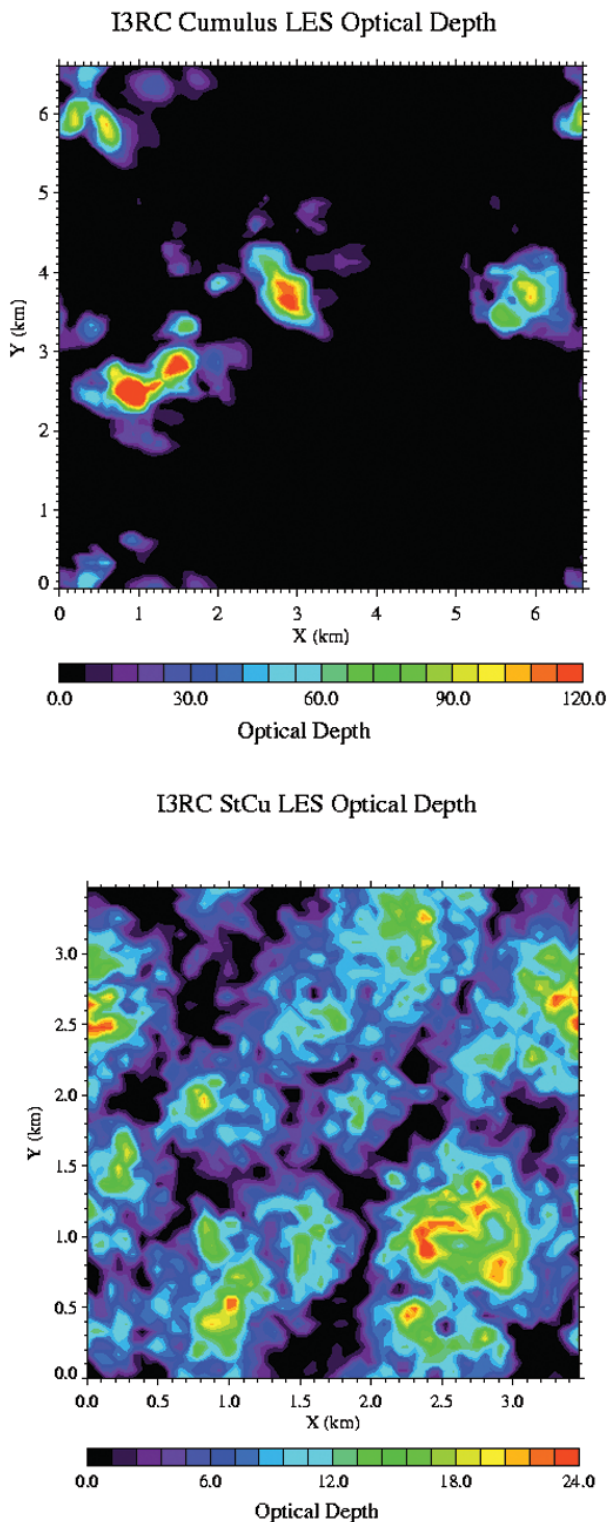 I3RC Cumulus LES Optical Depth
6
5
4
3
2
1
0
Y (km)
0 1 2 3 4 5 6
X (km)
0.0 30.0 60.0 90.0 120.0
Optical Depth
I3RC StCu LES Optical Depth
3.0
2.5
2.0
1.5
1.0
0.5
0.0
Y (km)
0.0 0.5 1.0 1.5 2.0 2.5 3.0
X (km)
0.0 6.0 12.0 18.0 24.0
Optical Depth